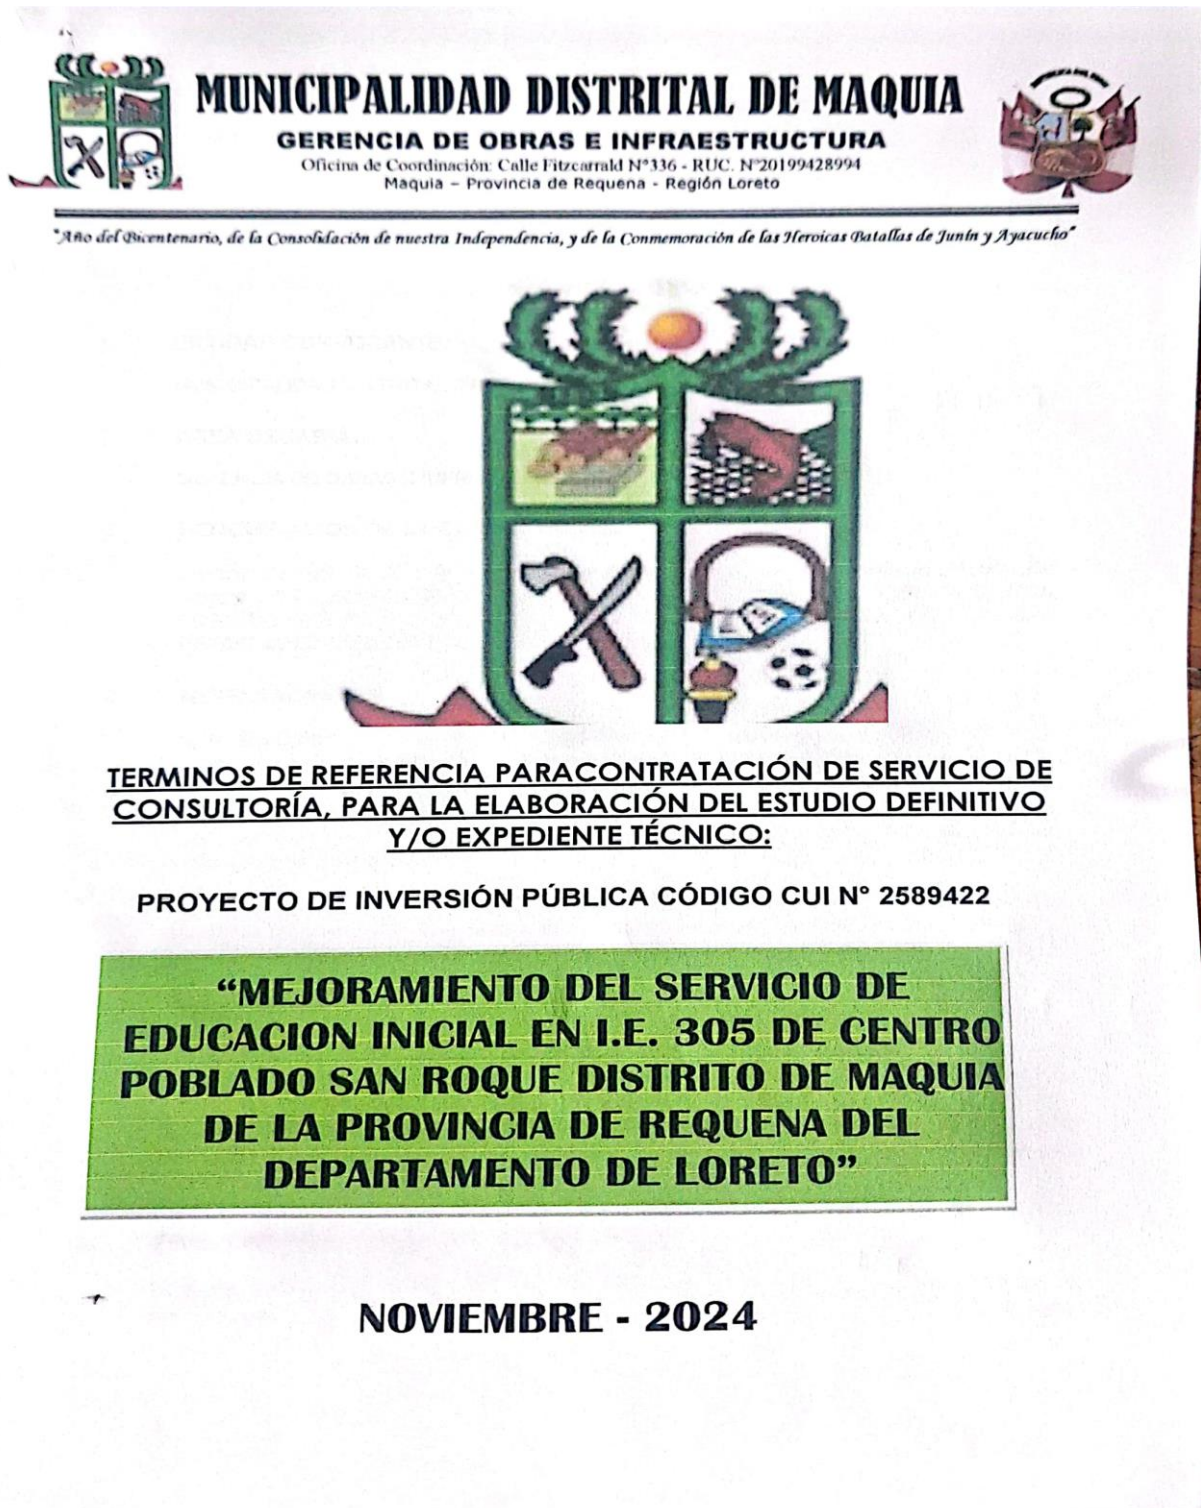 MUNICIPALIDAD DISTRITAL DE MAQUIA
GERENCIA DE OBRAS E INFRAESTRUCTURA
Oficina de Coordinación: Calle Fitzcarrald N°336 - RUC. N°20199428994
Maquia – Provincia de Requena - Región Loreto
"Año del Bicentenario, de la Consolidación de nuestra Independencia, y de la Conmemoración de las Heroicas Batallas de Junín y Ayacucho"
TERMINOS DE REFERENCIA PARACONTRATACIÓN DE SERVICIO DE
CONSULTORÍA, PARA LA ELABORACIÓN DEL ESTUDIO DEFINITIVO
Y/O EXPEDIENTE TÉCNICO:
PROYECTO DE INVERSIÓN PÚBLICA CÓDIGO CUI N° 2589422
“MEJORAMIENTO DEL SERVICIO DE
EDUCACION INICIAL EN I.E. 305 DE CENTRO
POBLADO SAN ROQUE DISTRITO DE MAQUIA
DE LA PROVINCIA DE REQUENA DEL
DEPARTAMENTO DE LORETO”
NOVIEMBRE - 2024